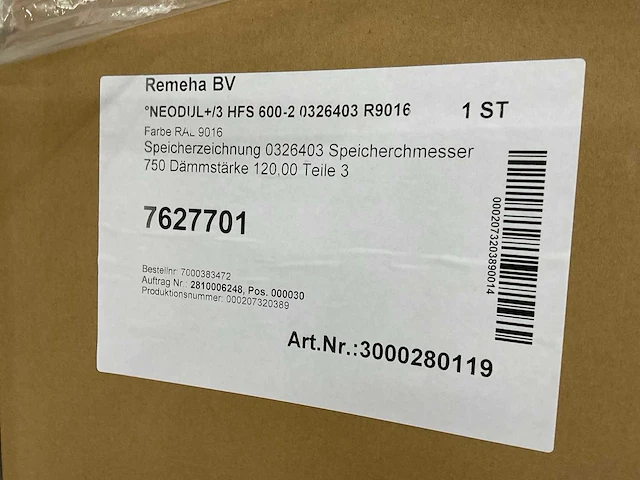 Remeha BV
°NEODUL+/3 HFS 600-2 0326403 R9016 1 ST
Farbe RAL 9016
Speicherzeichnung 0326403 Speicherchmesser
750 Dämmstärke 120,00 Teile 3
7627701
Bestellnr: 7000383472
Auftrag Nr.: 2810006248, Pos. 000030
Produktionsnummer: 000207320389
Art.Nr.:3000280119
0002073203890014